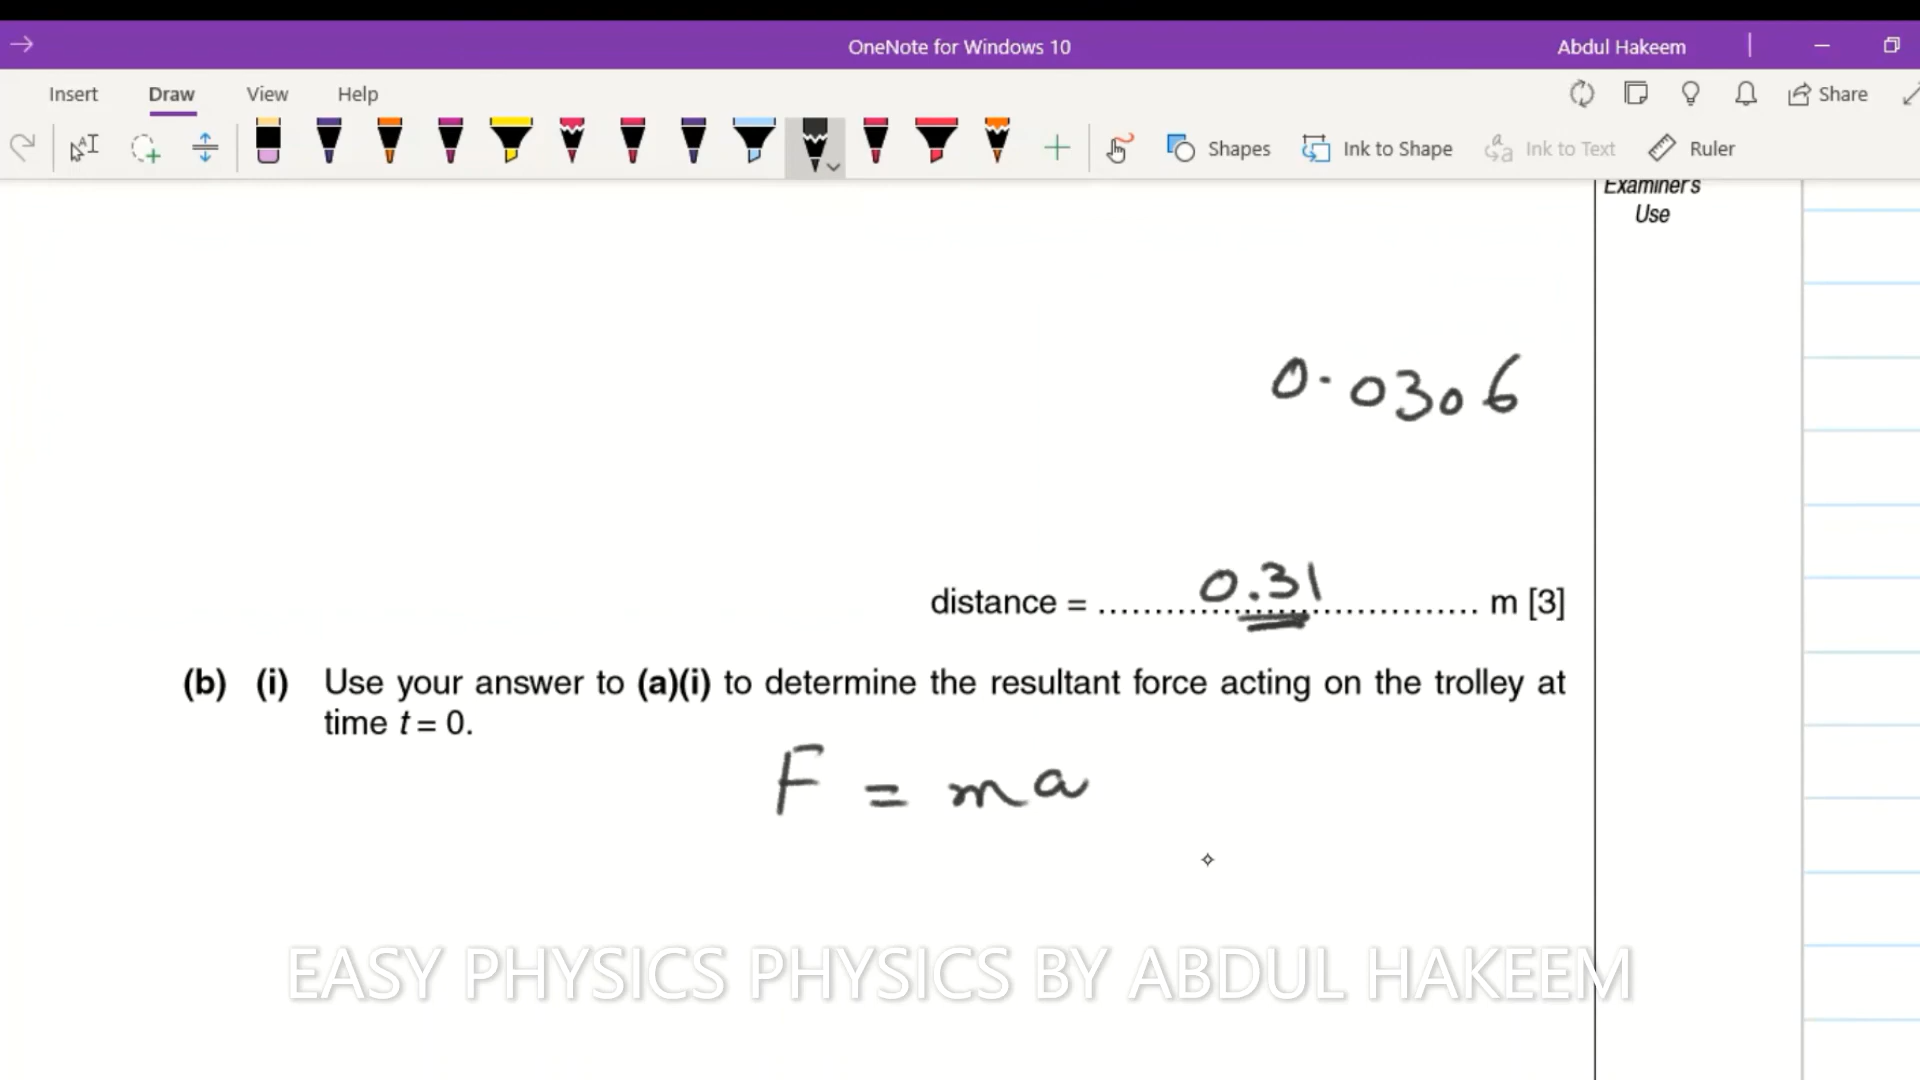 OneNote for Windows 10
Abdul Hakeem
Insert
Draw
View
Help
Share
Shapes
Ink to Shape
Ink to Text
Ruler
Examiner's
Use
0.0306
distance = 0.31 m [3]
(b) (i) Use your answer to (a)(i) to determine the resultant force acting on the trolley at
time t = 0.
F = ma
EASY PHYSICS PHYSICS BY ABDUL HAKEEM